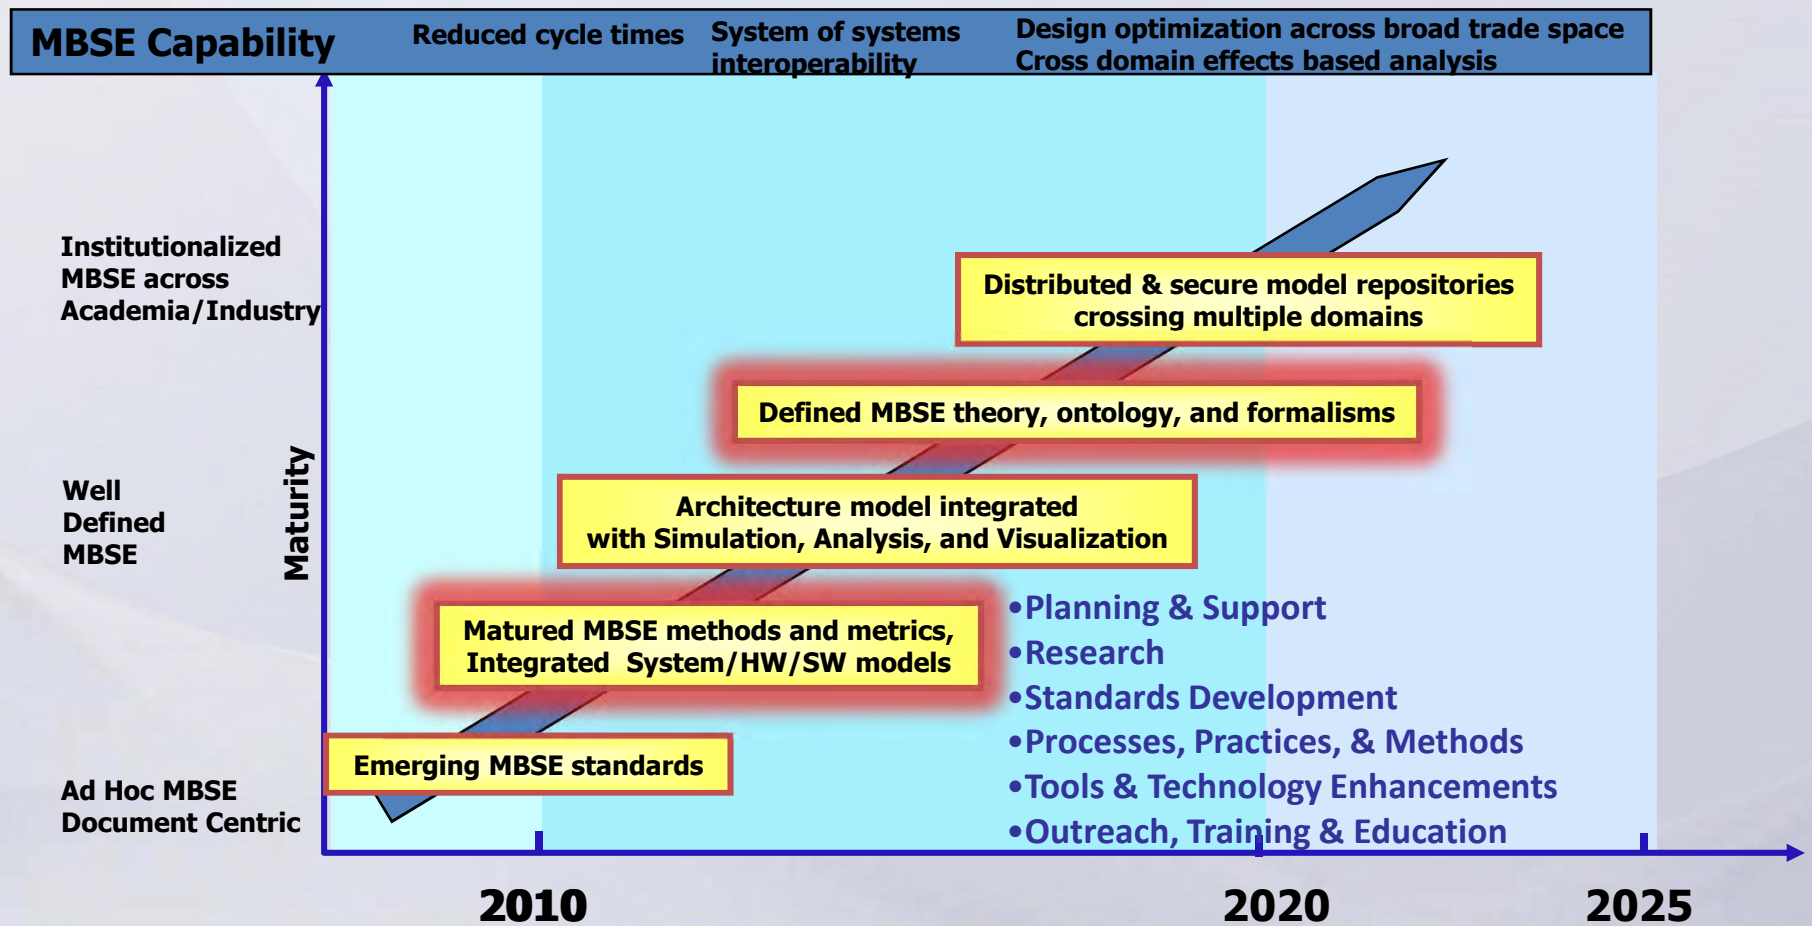 MBSE Capability
Reduced cycle times
System of systems
interoperability
Design optimization across broad trade space
Cross domain effects based analysis
Institutionalized
MBSE across
Academia/Industry
Well
Defined
MBSE
Ad Hoc MBSE
Document Centric
Maturity
Distributed & secure model repositories
crossing multiple domains
Defined MBSE theory, ontology, and formalisms
Architecture model integrated
with Simulation, Analysis, and Visualization
Matured MBSE methods and metrics,
Integrated System/HW/SW models
Emerging MBSE standards
•Planning & Support
•Research
•Standards Development
•Processes, Practices, & Methods
•Tools & Technology Enhancements
•Outreach, Training & Education
2010
2020
2025